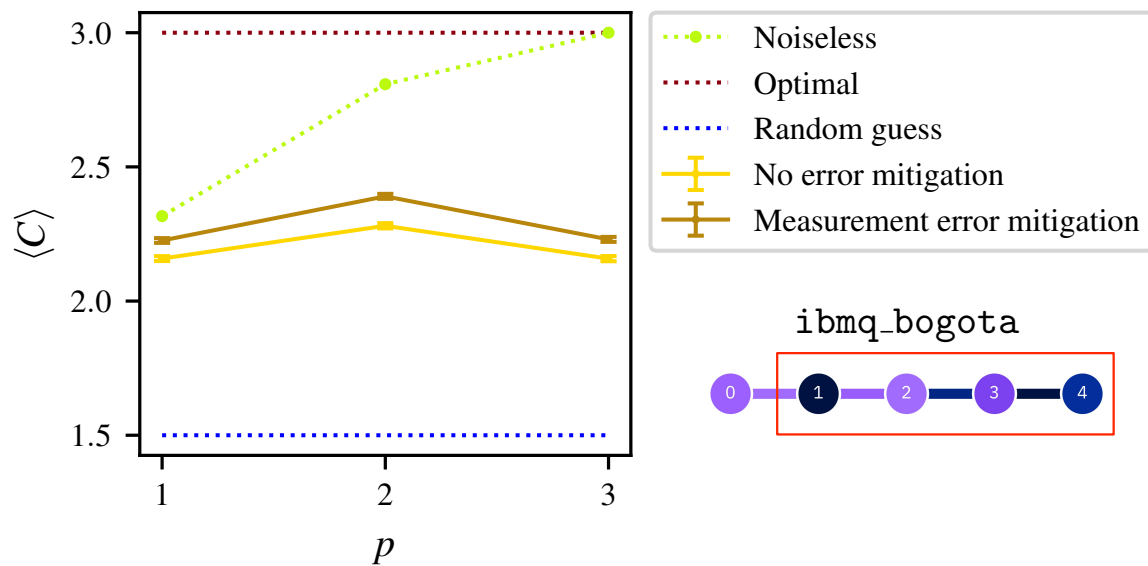 3.0
2.5
2.0
1.5
⟨C⟩
1
2
3
p
Noiseless
Optimal
Random guess
No error mitigation
Measurement error mitigation
ibmq_bogota
0 1 2 3 4